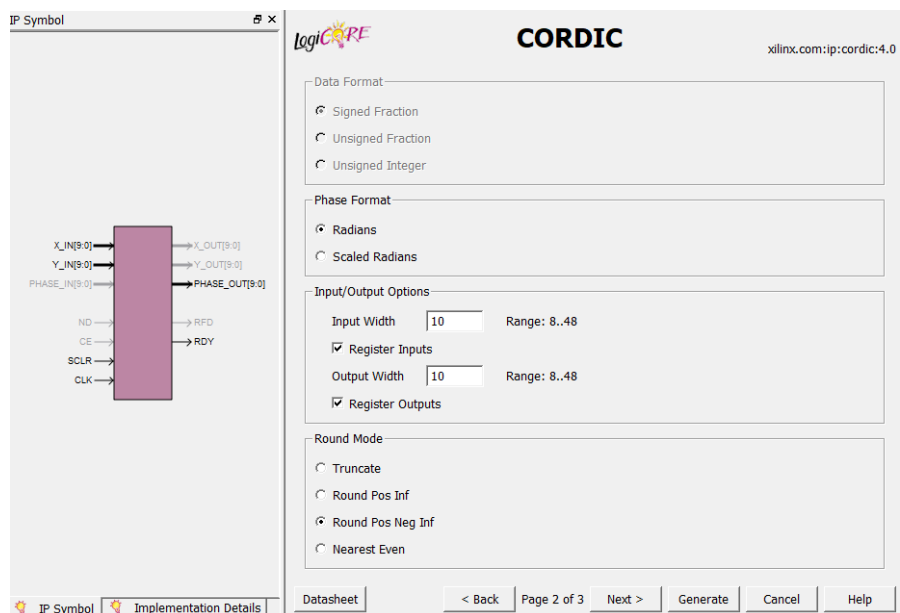 IP Symbol
X_IN[9:0]
Y_IN[9:0]
PHASE_IN[9:0]
ND
CE
SCLR
CLK
X_OUT[9:0]
Y_OUT[9:0]
PHASE_OUT[9:0]
RFD
RDY
IP Symbol
Implementation Details
LogiCORE
CORDIC
xilinx.com:ip:cordic:4.0
Data Format
Signed Fraction
Unsigned Fraction
Unsigned Integer
Phase Format
Radians
Scaled Radians
Input/Output Options
Input Width 10 Range: 8..48
Register Inputs
Output Width 10 Range: 8..48
Register Outputs
Round Mode
Truncate
Round Pos Inf
Round Pos Neg Inf
Nearest Even
Datasheet < Back Page 2 of 3 Next > Generate Cancel Help